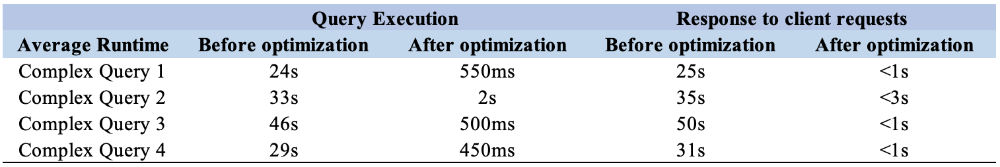 Query Execution Response to client requests
Average Runtime Before optimization After optimization Before optimization After optimization
Complex Query 1 24s 550ms 25s <1s
Complex Query 2 33s 2s 35s <3s
Complex Query 3 46s 500ms 50s <1s
Complex Query 4 29s 450ms 31s <1s